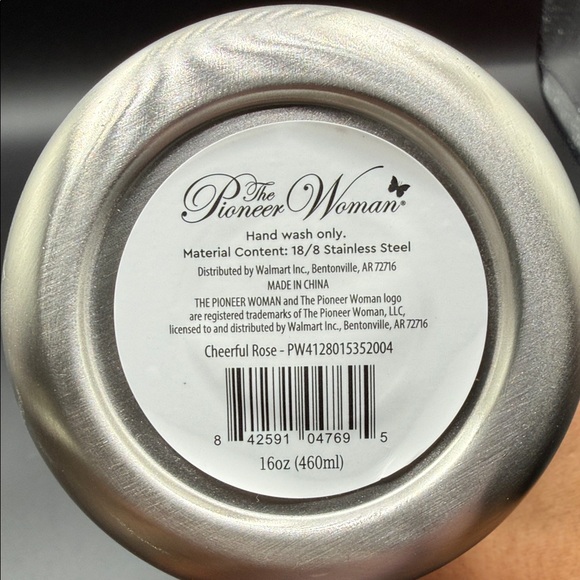 The
Pioneer Woman®
Hand wash only.
Material Content: 18/8 Stainless Steel
Distributed by Walmart Inc., Bentonville, AR 72716
MADE IN CHINA
THE PIONEER WOMAN and The Pioneer Woman logo
are registered trademarks of The Pioneer Woman, LLC,
licensed to and distributed by Walmart Inc., Bentonville, AR 72716
Cheerful Rose - PW4128015352004
8 42591 04769 5
16oz (460ml)